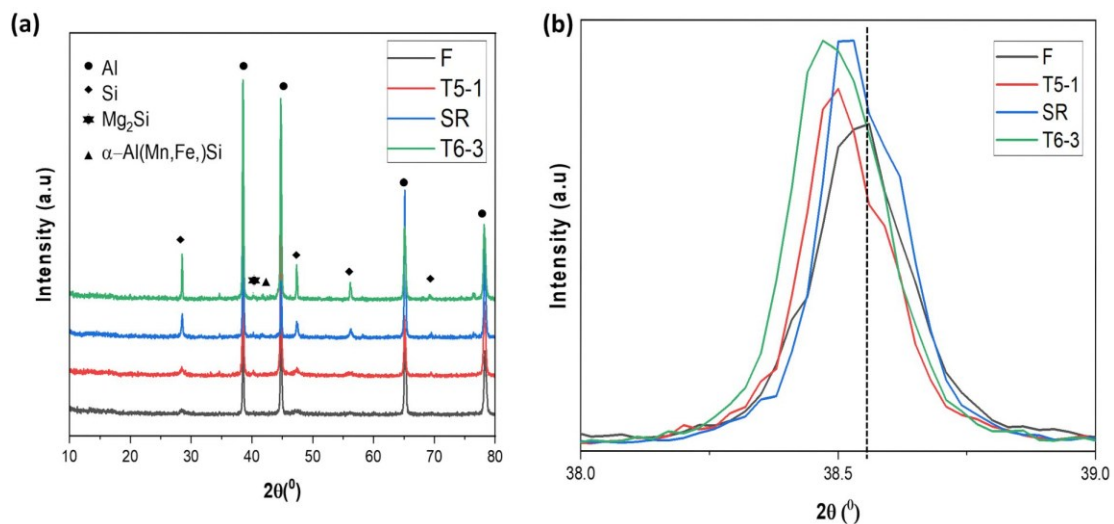 (a)
Al
Si
Mg₂Si
α–Al(Mn,Fe,)Si
F
T5-1
SR
T6-3
Intensity (a.u)
10 20 30 40 50 60 70 80
2θ(⁰)
(b)
F
T5-1
SR
T6-3
Intensity (a.u)
38.0 38.5 39.0
2θ (⁰)